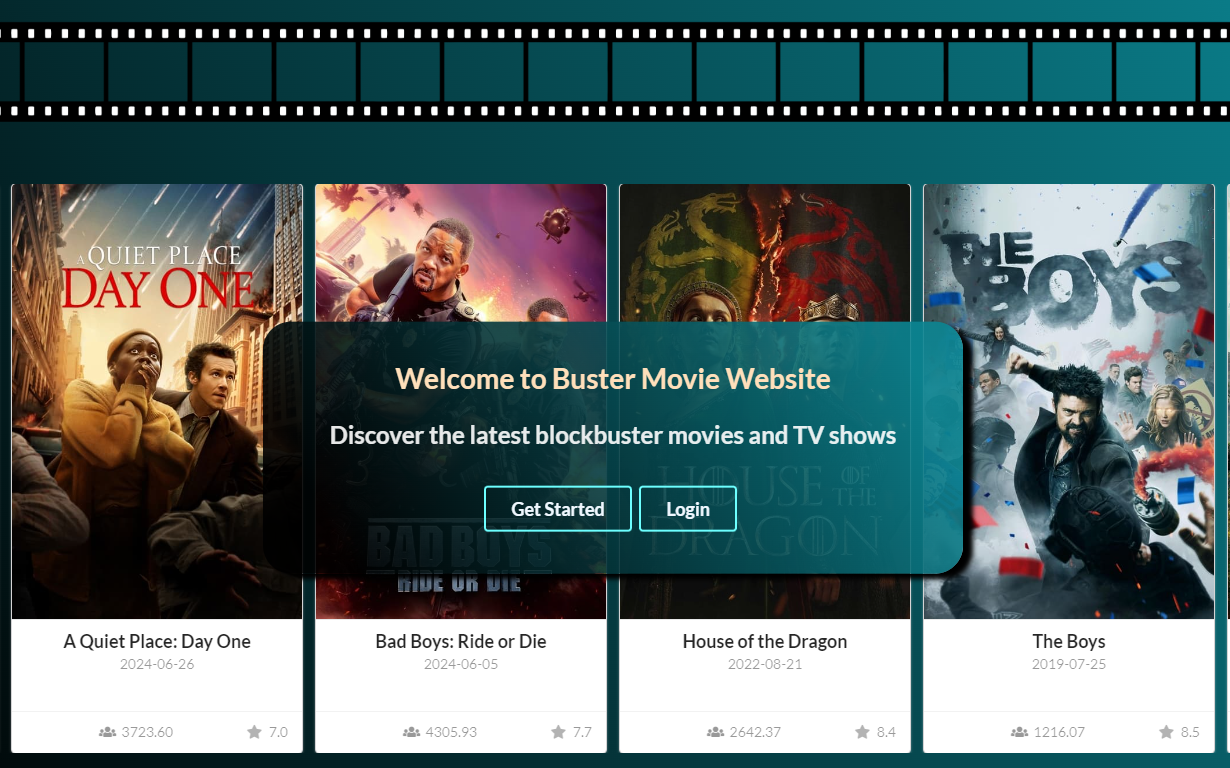 A QUIET PLACE
DAY ONE
THE
BOYS
Welcome to Buster Movie Website
Discover the latest blockbuster movies and TV shows
HOUSE OF THE
DRAGON
Get Started
Login
BAD BOYS
RIDE OR DIE
A Quiet Place: Day One
2024-06-26
3723.60
7.0
Bad Boys: Ride or Die
2024-06-05
4305.93
7.7
House of the Dragon
2022-08-21
2642.37
8.4
The Boys
2019-07-25
1216.07
8.5